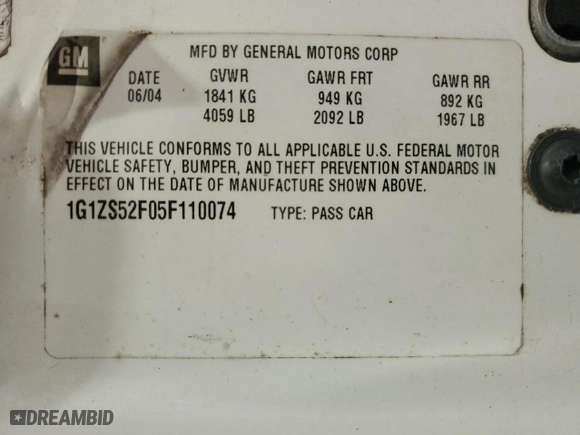 GM
MFD BY GENERAL MOTORS CORP
DATE GVWR GAWR FRT GAWR RR
06/04 1841 KG 949 KG 892 KG
4059 LB 2092 LB 1967 LB
THIS VEHICLE CONFORMS TO ALL APPLICABLE U.S. FEDERAL MOTOR
VEHICLE SAFETY, BUMPER, AND THEFT PREVENTION STANDARDS IN
EFFECT ON THE DATE OF MANUFACTURE SHOWN ABOVE.
1G1ZS52F05F110074 TYPE: PASS CAR
DREAMBID